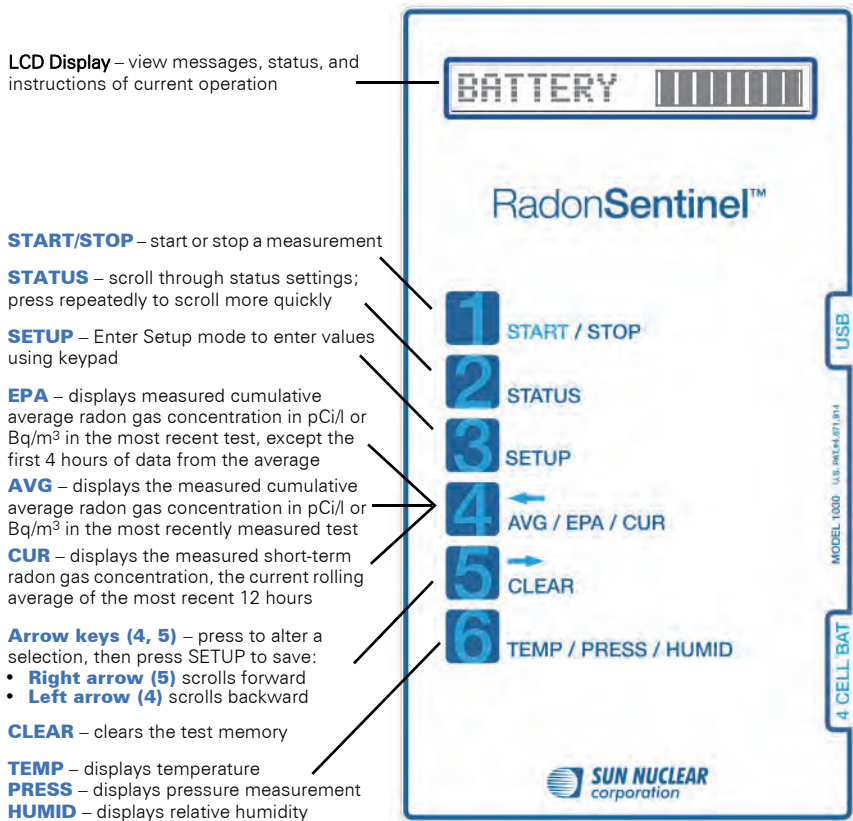 LCD Display – view messages, status, and
instructions of current operation
START/STOP – start or stop a measurement
STATUS – scroll through status settings;
press repeatedly to scroll more quickly
SETUP – Enter Setup mode to enter values
using keypad
EPA – displays measured cumulative
average radon gas concentration in pCi/l or
Bq/m³ in the most recent test, except the
first 4 hours of data from the average
AVG – displays the measured cumulative
average radon gas concentration in pCi/l or
Bq/m³ in the most recently measured test
CUR – displays the measured short-term
radon gas concentration, the current rolling
average of the most recent 12 hours
Arrow keys (4, 5) – press to alter a
selection, then press SETUP to save:
• Right arrow (5) scrolls forward
• Left arrow (4) scrolls backward
CLEAR – clears the test memory
TEMP – displays temperature
PRESS – displays pressure measurement
HUMID – displays relative humidity
BATTERY
RadonSentinel™
1 START / STOP
2 STATUS
3 SETUP
4 AVG / EPA / CUR
5 CLEAR
6 TEMP / PRESS / HUMID
USB
MODEL 1030 U.S. PAT.#4,871,914
4 CELL BAT
SUN NUCLEAR
corporation